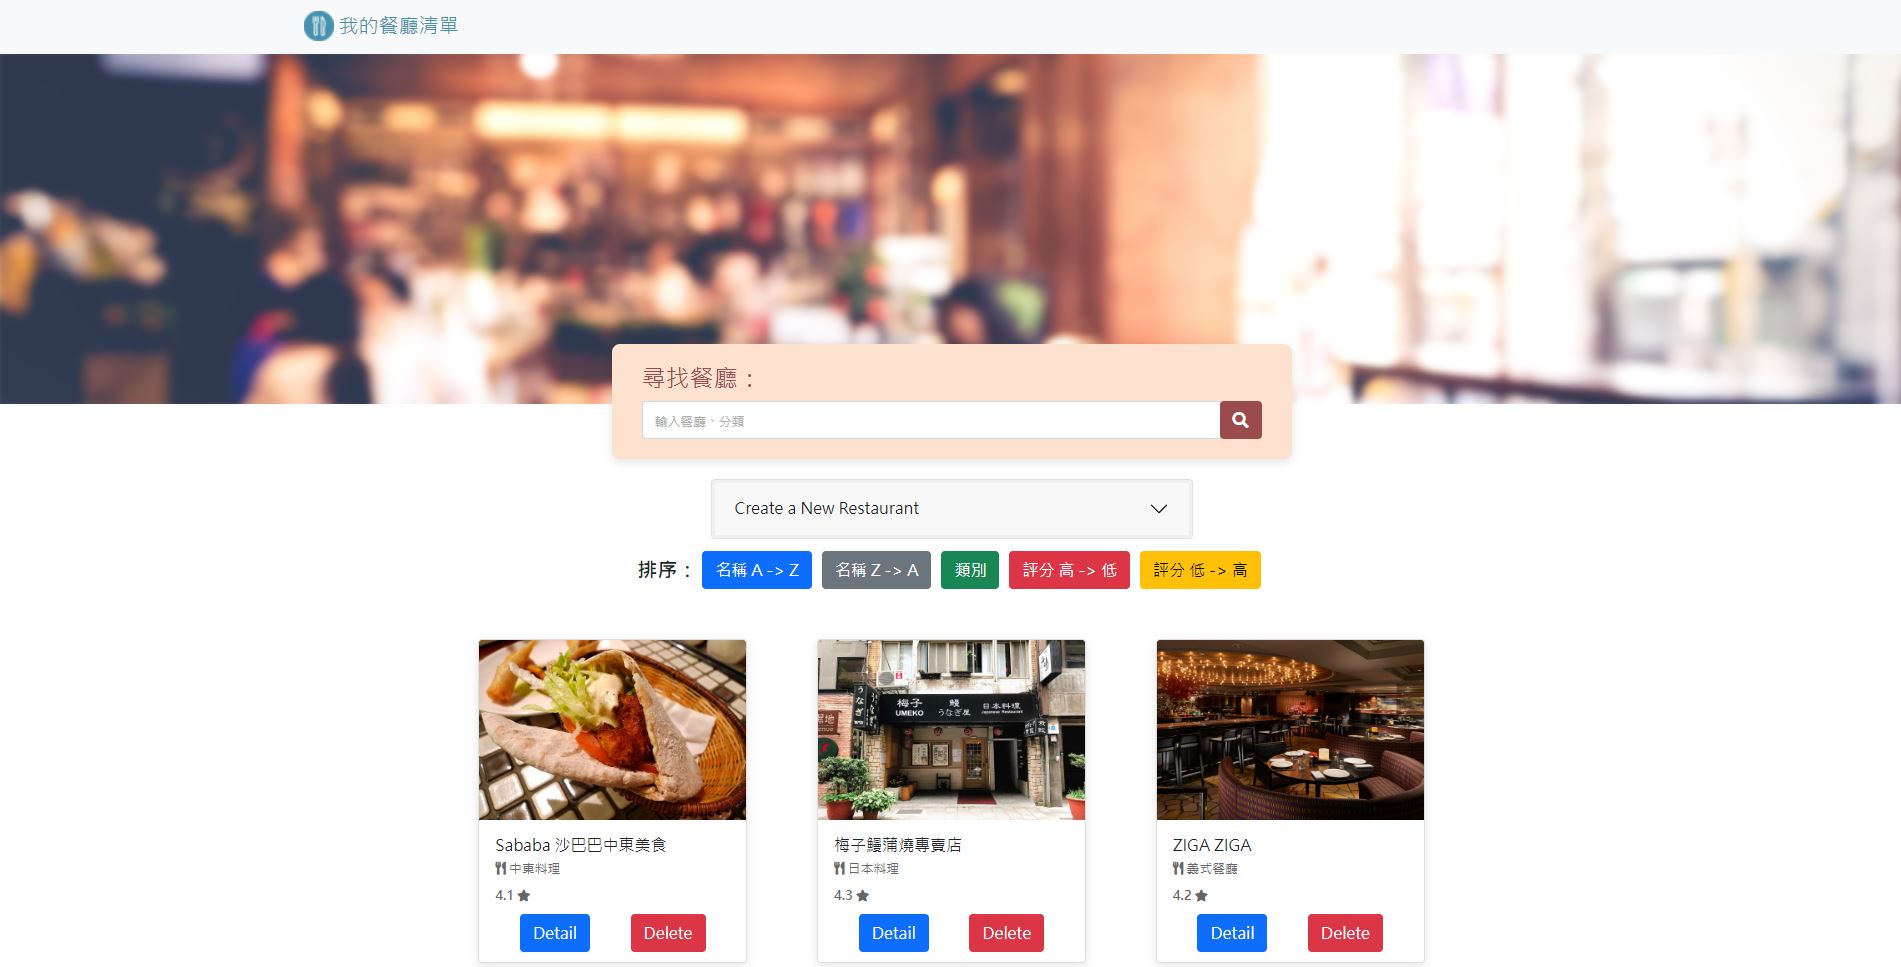 我的餐廳清單
尋找餐廳：
輸入餐廳、分類
Create a New Restaurant
排序： 名稱 A -> Z 名稱 Z -> A 類別 評分 高 -> 低 評分 低 -> 高
うなぎ
梅子 鰻 日本料理
UMEKO うなぎ屋 Japanese Restaurant
Sababa 沙巴巴中東美食
中東料理
4.1
Detail Delete
梅子鰻蒲燒專賣店
日本料理
4.3
Detail Delete
ZIGA ZIGA
義式餐廳
4.2
Detail Delete